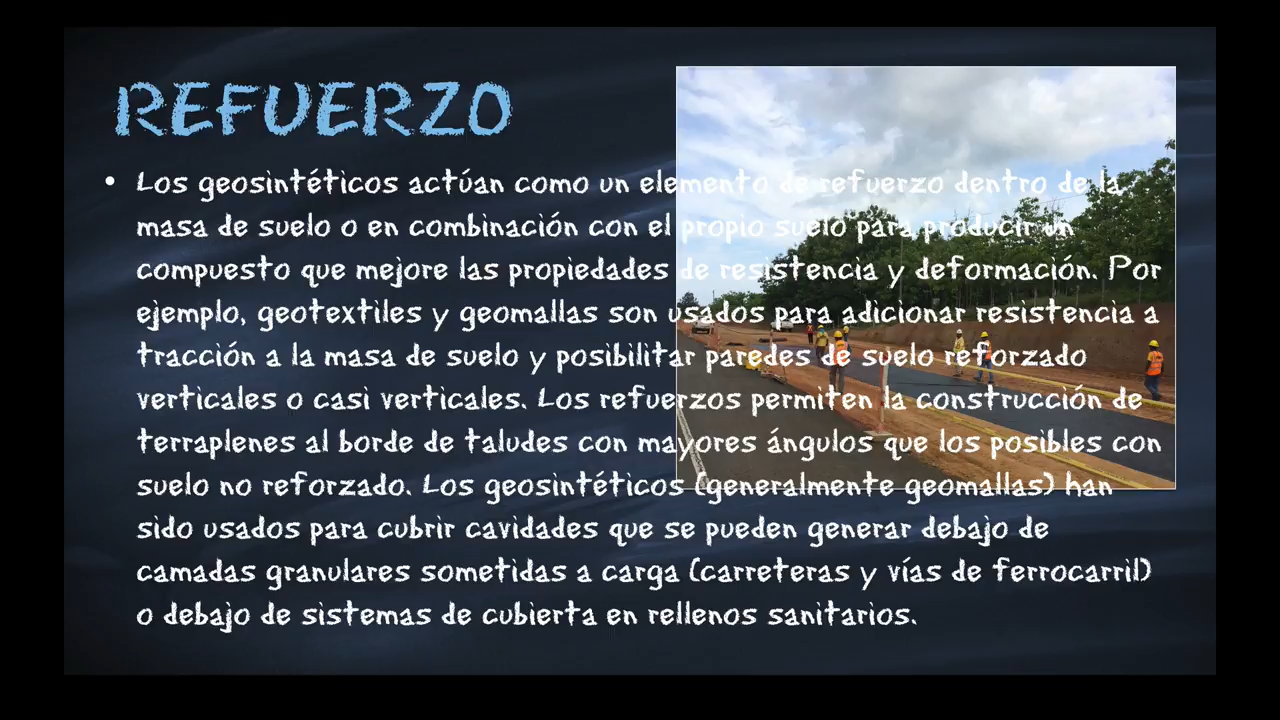 REFUERZO
• Los geosintéticos actúan como un elemento de refuerzo dentro de la
masa de suelo o en combinación con el propio suelo para producir un
compuesto que mejore las propiedades de resistencia y deformación. Por
ejemplo, geotextiles y geomallas son usados para adicionar resistencia a
tracción a la masa de suelo y posibilitar paredes de suelo reforzado
verticales o casi verticales. Los refuerzos permiten la construcción de
terraplenes al borde de taludes con mayores ángulos que los posibles con
suelo no reforzado. Los geosintéticos (generalmente geomallas) han
sido usados para cubrir cavidades que se pueden generar debajo de
camadas granulares sometidas a carga (carreteras y vías de ferrocarril)
o debajo de sistemas de cubierta en rellenos sanitarios.